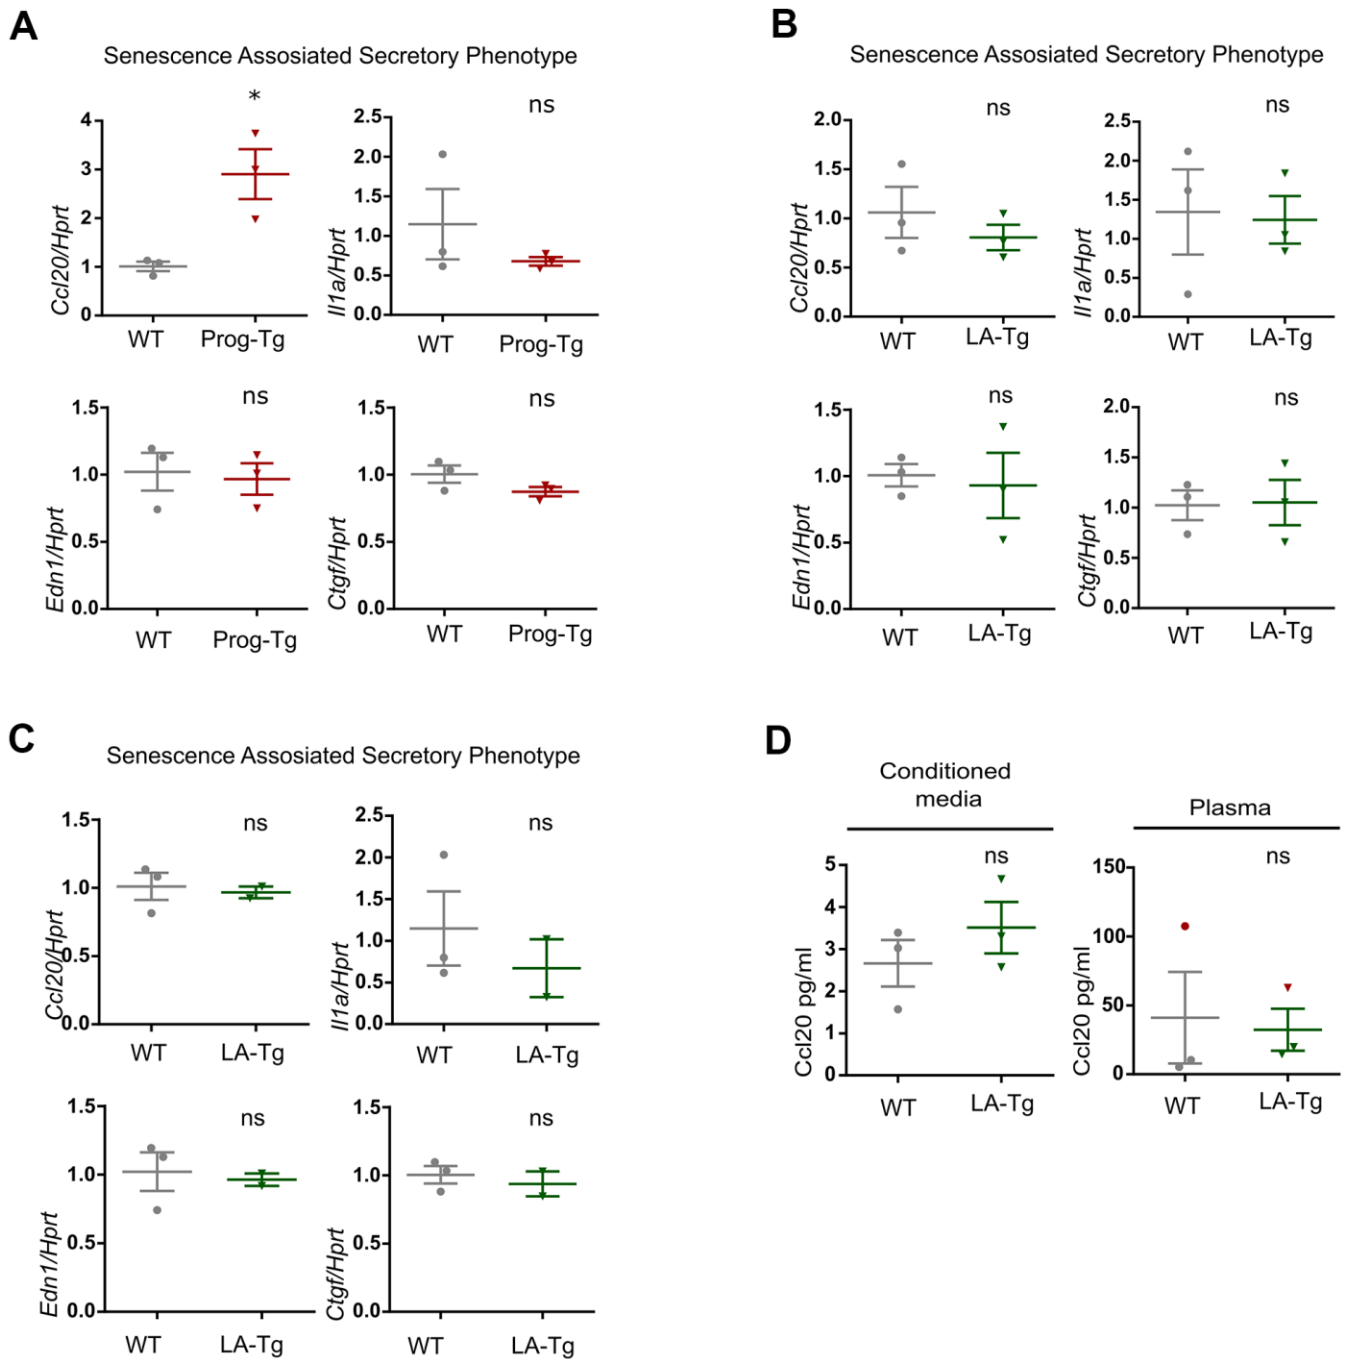 A
Senescence Assosiated Secretory Phenotype
*
Ccl20/Hprt
4
3
2
1
0
WT
Prog-Tg
ns
Il1a/Hprt
2.5
2.0
1.5
1.0
0.5
0.0
WT
Prog-Tg
ns
Edn1/Hprt
1.5
1.0
0.5
0.0
WT
Prog-Tg
ns
Ctgf/Hprt
1.5
1.0
0.5
0.0
WT
Prog-Tg
B
Senescence Assosiated Secretory Phenotype
ns
Ccl20/Hprt
2.0
1.5
1.0
0.5
0.0
WT
LA-Tg
ns
Il1a/Hprt
2.5
2.0
1.5
1.0
0.5
0.0
WT
LA-Tg
ns
Edn1/Hprt
1.5
1.0
0.5
0.0
WT
LA-Tg
ns
Ctgf/Hprt
2.0
1.5
1.0
0.5
0.0
WT
LA-Tg
C
Senescence Assosiated Secretory Phenotype
ns
Ccl20/Hprt
1.5
1.0
0.5
0.0
WT
LA-Tg
ns
Il1a/Hprt
2.5
2.0
1.5
1.0
0.5
0.0
WT
LA-Tg
ns
Edn1/Hprt
1.5
1.0
0.5
0.0
WT
LA-Tg
ns
Ctgf/Hprt
1.5
1.0
0.5
0.0
WT
LA-Tg
D
Conditioned
media
ns
Ccl20 pg/ml
5
4
3
2
1
0
WT
LA-Tg
Plasma
ns
Ccl20 pg/ml
150
100
50
0
WT
LA-Tg